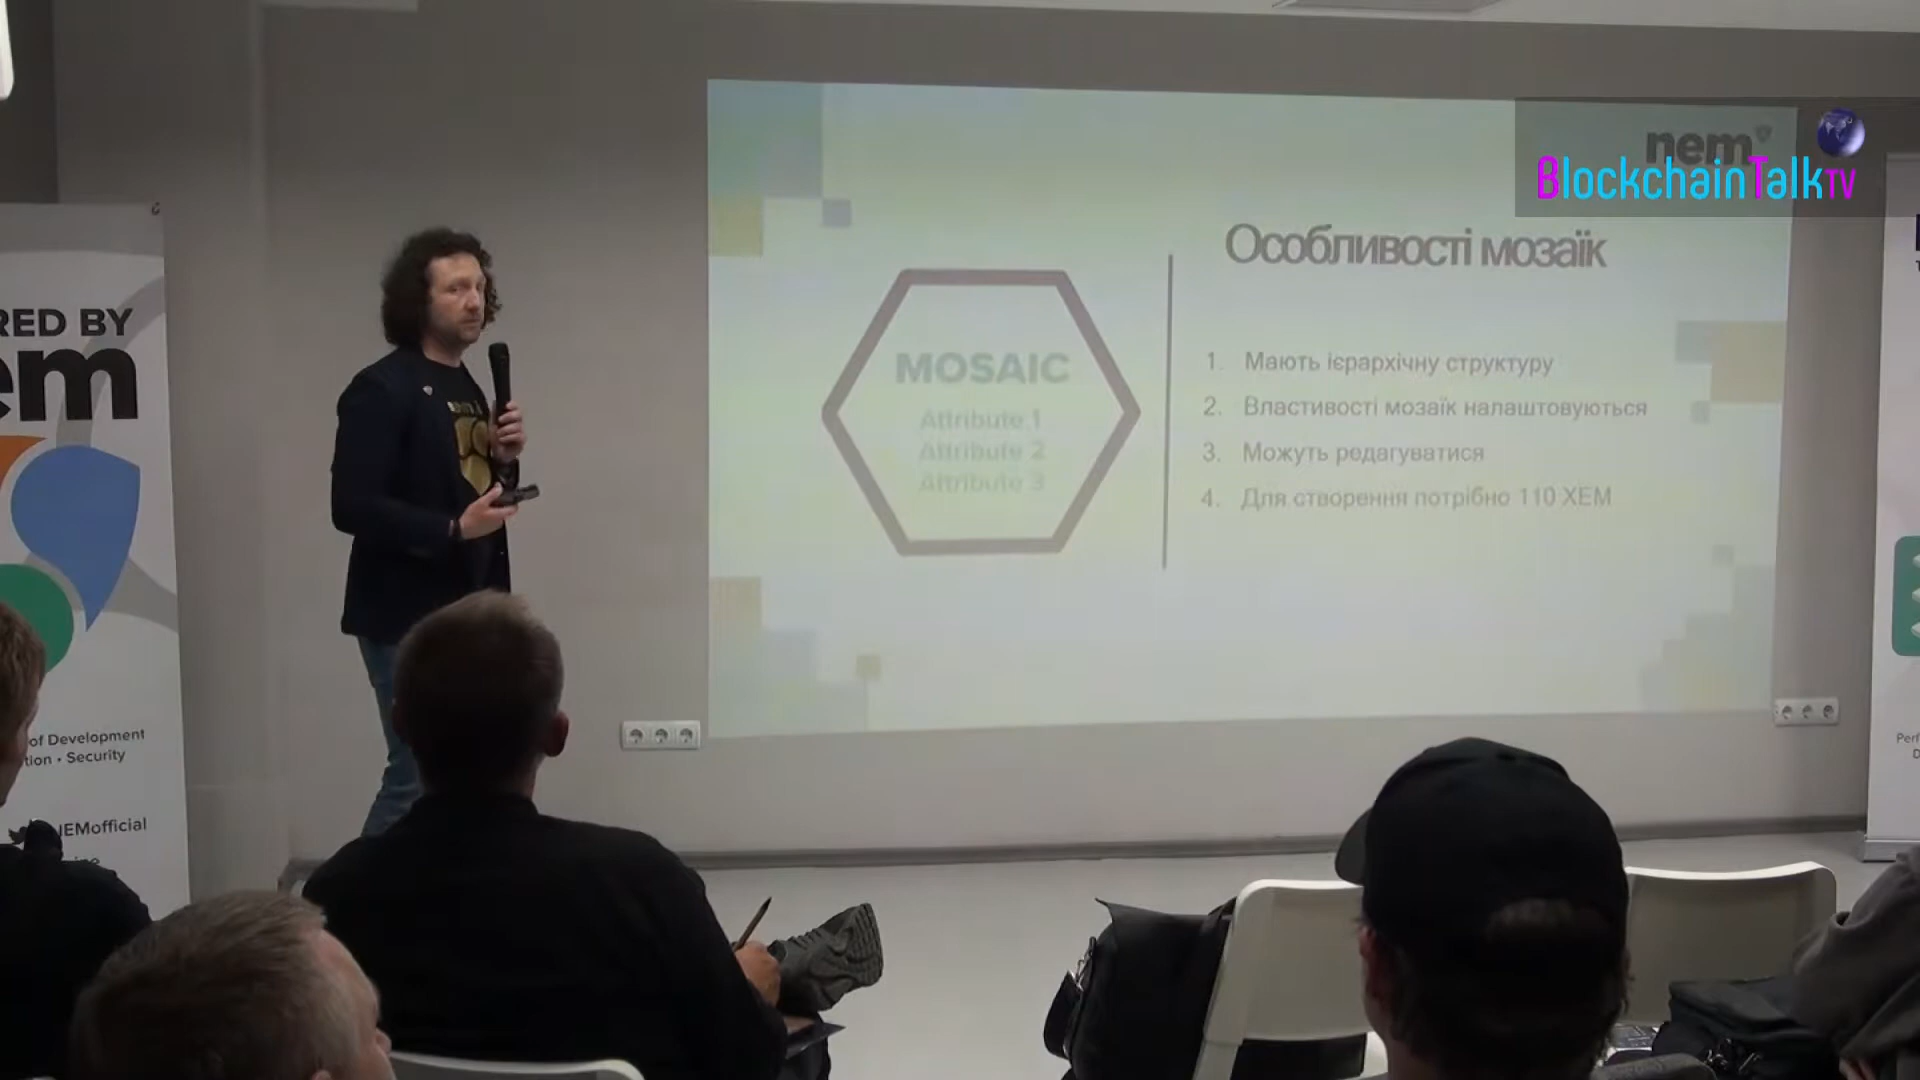 nem
BlockchainTalkTV
Особливості мозаїк
MOSAIC
Attribute 1
Attribute 2
Attribute 3
1. Мають ієрархічну структуру
2. Властивості мозаїк налаштовуються
3. Можуть редагуватися
4. Для створення потрібно 110 XEM
RED BY
em
of Development
tion • Security
NEMofficial